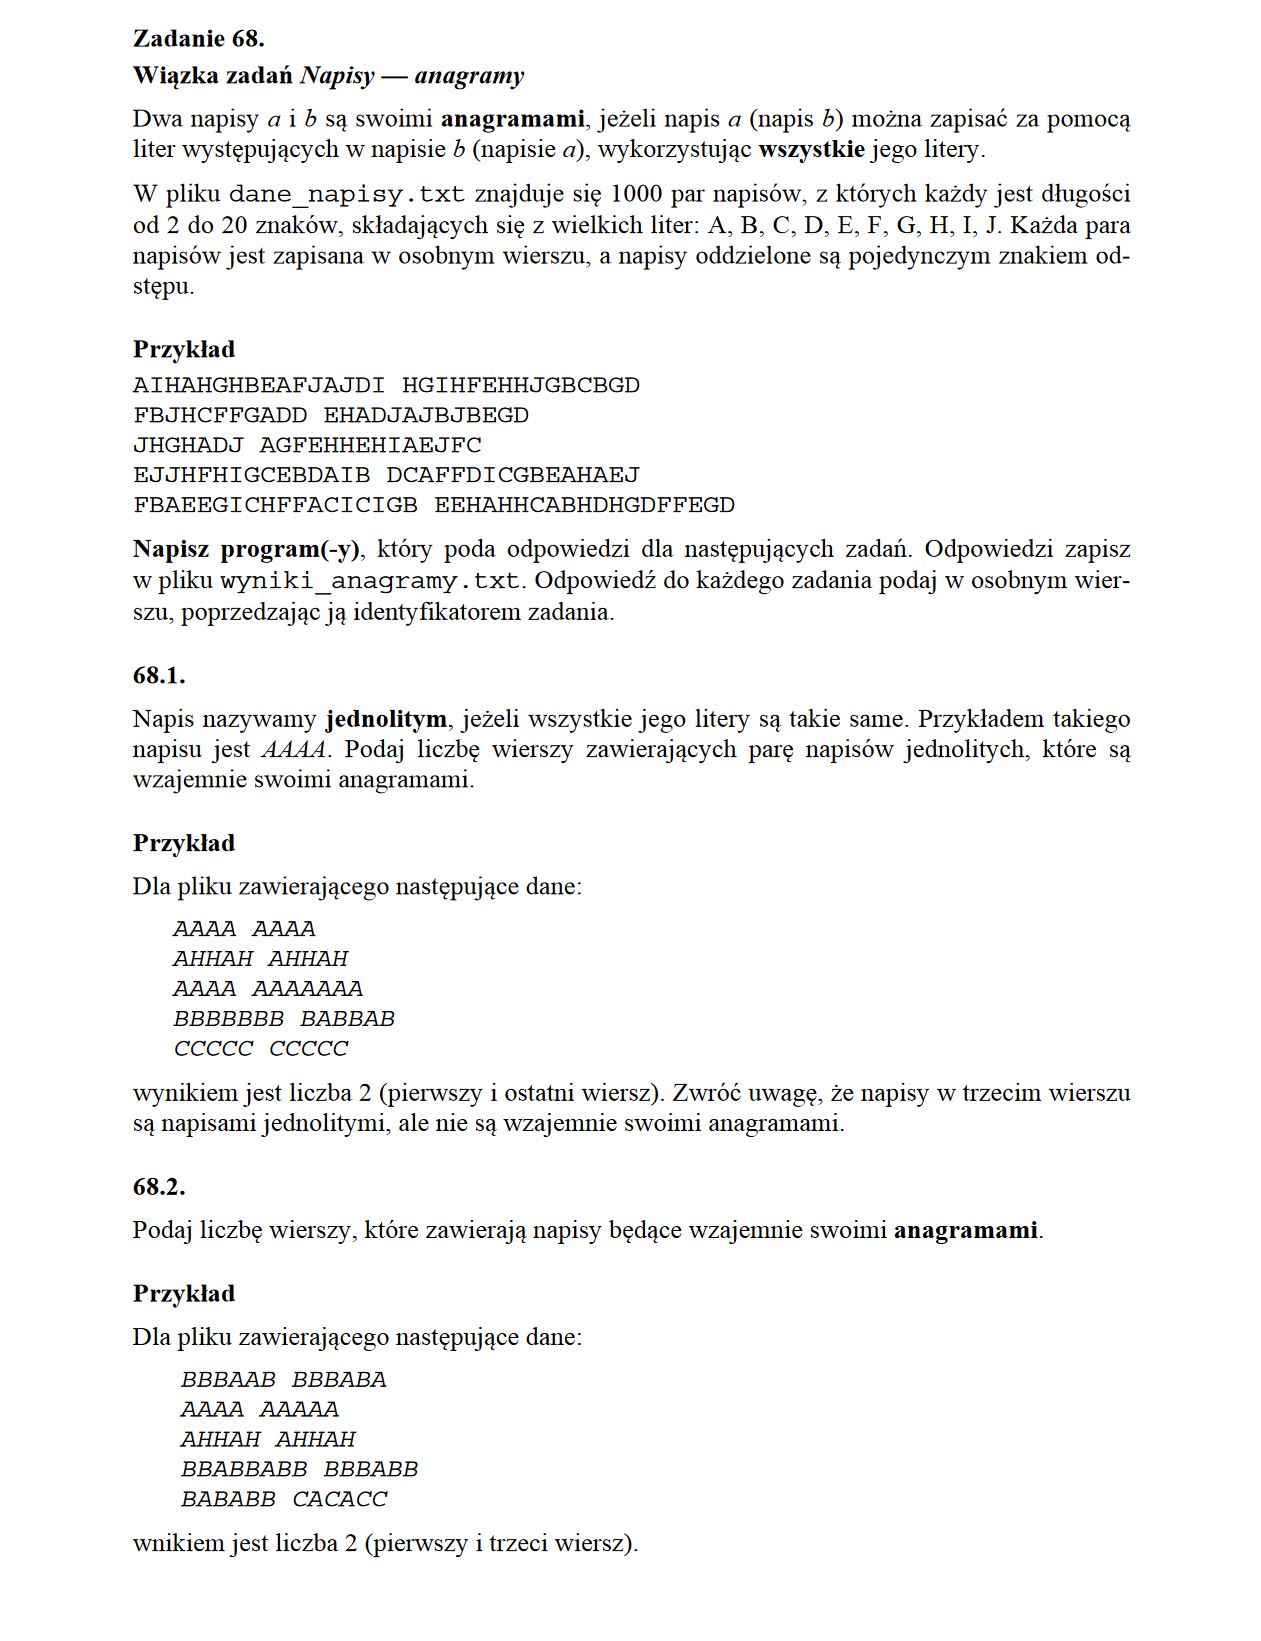 Zadanie 68.
Wiązka zadań Napisy — anagramy
Dwa napisy a i b są swoimi anagramami, jeżeli napis a (napis b) można zapisać za pomocą
liter występujących w napisie b (napisie a), wykorzystując wszystkie jego litery.
W pliku dane_napisy.txt znajduje się 1000 par napisów, z których każdy jest długości
od 2 do 20 znaków, składających się z wielkich liter: A, B, C, D, E, F, G, H, I, J. Każda para
napisów jest zapisana w osobnym wierszu, a napisy oddzielone są pojedynczym znakiem od-
stępu.
Przykład
AIHAHGHBEAFJAJDI HGIHFEHHJGBCBGD
FBJHCFFGADD EHADJAJBJBEGD
JHGHADJ AGFEHHEHIAEJFC
EJJHFHIGCEBDAIB DCAFFDICGBEAHAEJ
FBAEEGICHFFACICIGB EEHAHHCABHDHGDFFEGD
Napisz program(-y), który poda odpowiedzi dla następujących zadań. Odpowiedzi zapisz
w pliku wyniki_anagramy.txt. Odpowiedź do każdego zadania podaj w osobnym wier-
szu, poprzedzając ją identyfikatorem zadania.
68.1.
Napis nazywamy jednolitym, jeżeli wszystkie jego litery są takie same. Przykładem takiego
napisu jest AAAA. Podaj liczbę wierszy zawierających parę napisów jednolitych, które są
wzajemnie swoimi anagramami.
Przykład
Dla pliku zawierającego następujące dane:
AAAA AAAA
AHHAH AHHAH
AAAA AAAAAAA
BBBBBBB BABBAB
CCCCC CCCCC
wynikiem jest liczba 2 (pierwszy i ostatni wiersz). Zwróć uwagę, że napisy w trzecim wierszu
są napisami jednolitymi, ale nie są wzajemnie swoimi anagramami.
68.2.
Podaj liczbę wierszy, które zawierają napisy będące wzajemnie swoimi anagramami.
Przykład
Dla pliku zawierającego następujące dane:
BBBAAB BBBABA
AAAA AAAAA
AHHAH AHHAH
BBABBABB BBBABB
BABABB CACACC
wnikiem jest liczba 2 (pierwszy i trzeci wiersz).